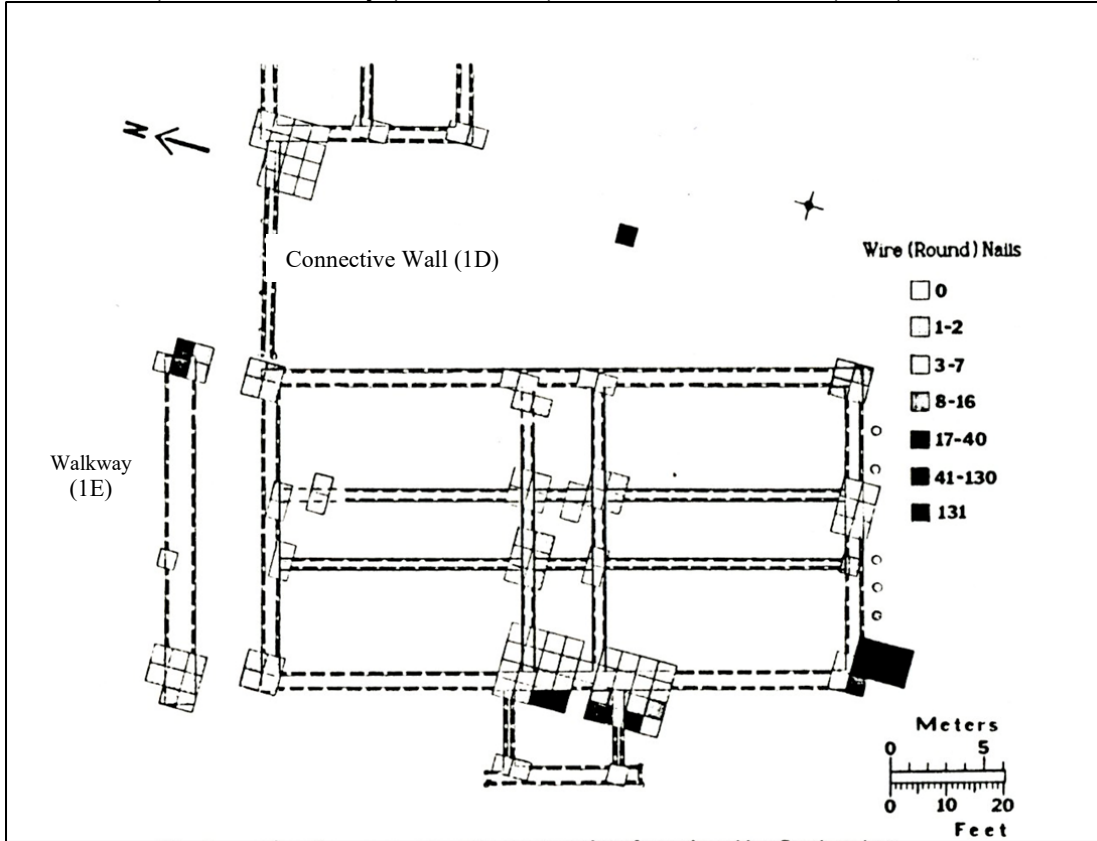 N
Connective Wall (1D)
Wire (Round) Nails
0
1-2
3-7
8-16
17-40
41-130
131
Walkway
(1E)
Meters
0 5
0 10 20
Feet